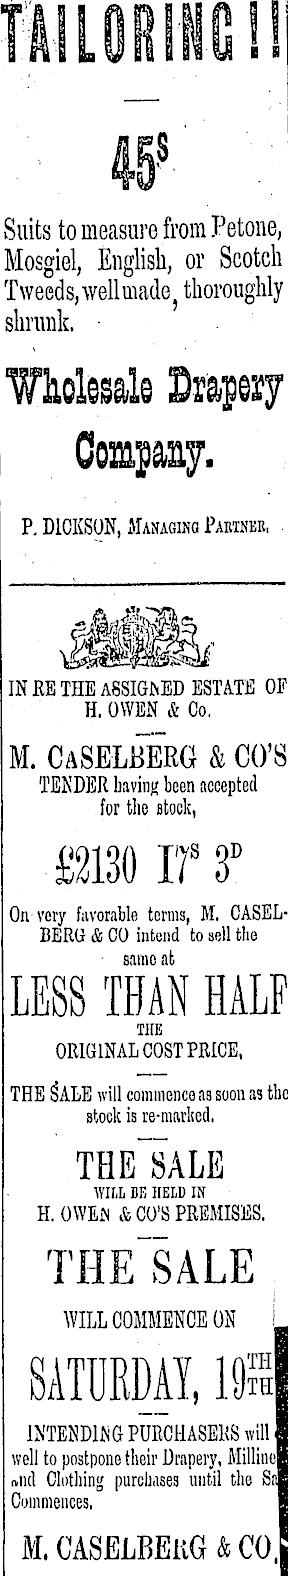 TAILORING!!
45s
Suits to measure from Petone,
Mosgiel, English, or Scotch
Tweeds, well made, thoroughly
shrunk.
Wholesale Drapery
Company.
P. DICKSON, MANAGING PARTNER.
IN RE THE ASSIGNED ESTATE OF
H. OWEN & Co.
M. CASELBERG & CO'S
TENDER having been accepted
for the stock,
£2130 17s 3D
On very favorable terms, M. CASEL-
BERG & CO intend to sell the
same at
LESS THAN HALF
THE
ORIGINAL COST PRICE,
THE SALE will commence as soon as the
stock is re-marked.
THE SALE
WILL BE HELD IN
H. OWEN & CO'S PREMISES.
THE SALE
WILL COMMENCE ON
SATURDAY, 19TH
TH
INTENDING PURCHASERS will
well to postpone their Drapery, Milline
and Clothing purchases until the Sa
Commences,
M. CASELBERG & CO.